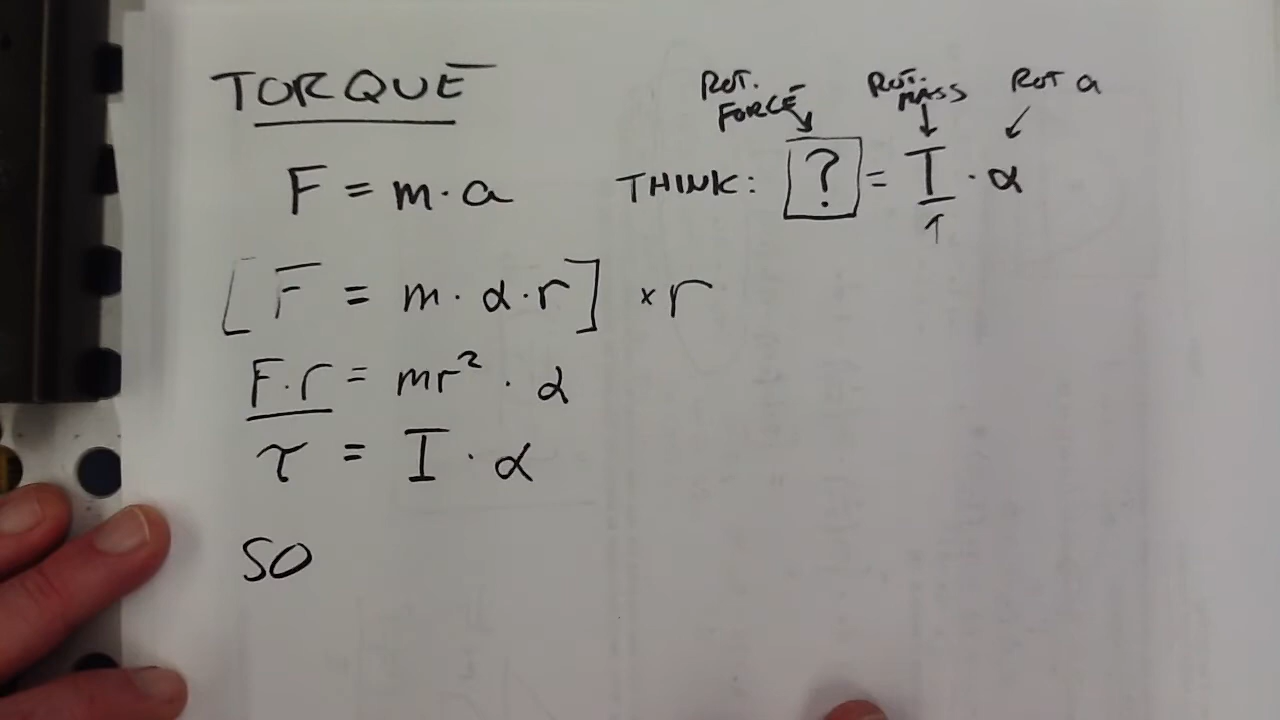 TORQUE
F = m · a
[F = m · α · r] × r
F · r = mr² · α
τ = I · α
SO
ROT. FORCE
ROT. MASS
ROT a
THINK: ? = I · α